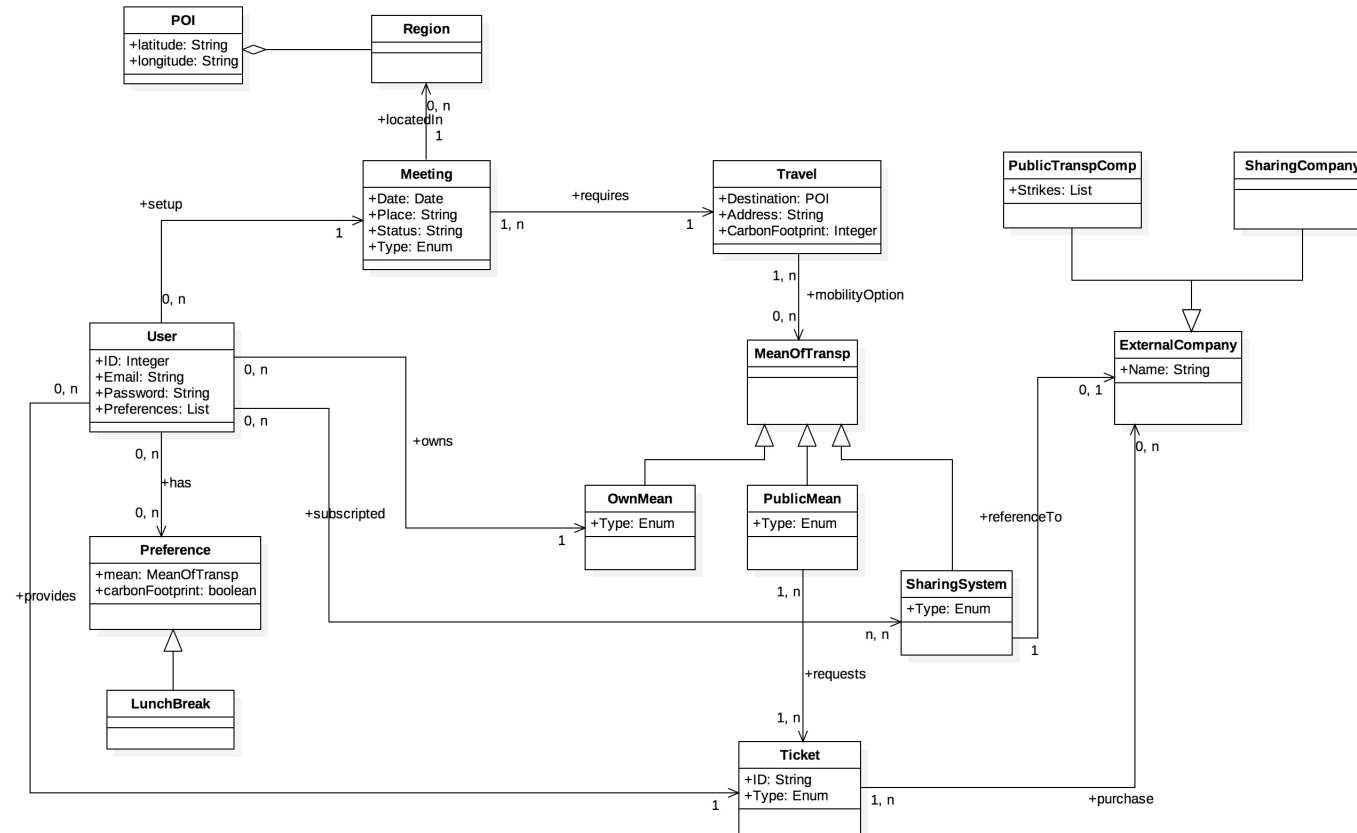 POI
+latitude: String
+longitude: String
Region
0, n
+locatedIn
1
Meeting
+Date: Date
+Place: String
+Status: String
+Type: Enum
+setup
1
0, n
+requires
1, n
1
Travel
+Destination: POI
+Address: String
+CarbonFootprint: Integer
1, n
+mobilityOption
0, n
PublicTranspComp
+Strikes: List
SharingCompany
User
+ID: Integer
+Email: String
+Password: String
+Preferences: List
0, n
0, n
0, n
0, n
+has
0, n
MeanOfTransp
ExternalCompany
+Name: String
0, 1
0, n
+owns
1
+subscripted
n, n
OwnMean
+Type: Enum
PublicMean
+Type: Enum
+referenceTo
SharingSystem
+Type: Enum
1
Preference
+mean: MeanOfTransp
+carbonFootprint: boolean
+provides
LunchBreak
1, n
+requests
1, n
Ticket
+ID: String
+Type: Enum
1
1, n
+purchase